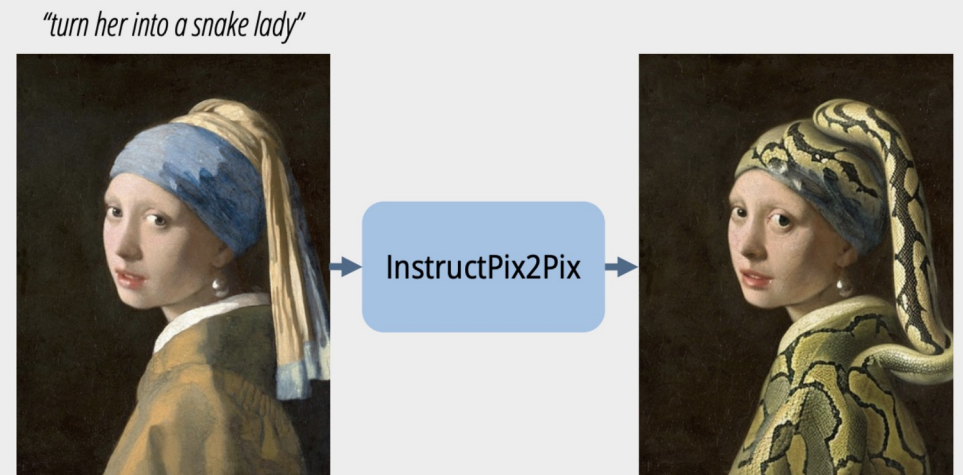 “turn her into a snake lady”
InstructPix2Pix